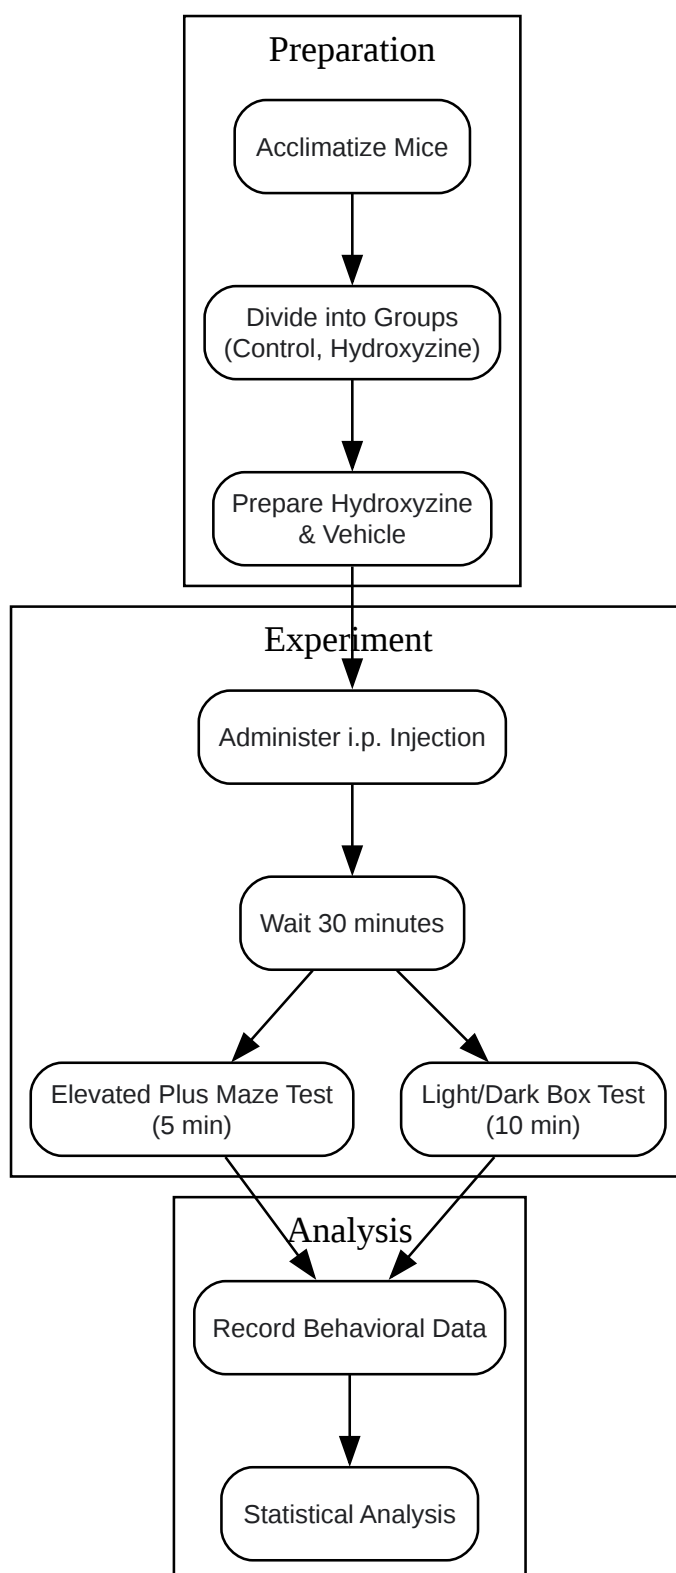 Preparation
Acclimatize Mice
Divide into Groups
(Control, Hydroxyzine)
Prepare Hydroxyzine
& Vehicle
Experiment
Administer i.p. Injection
Wait 30 minutes
Elevated Plus Maze Test
(5 min)
Light/Dark Box Test
(10 min)
Analysis
Record Behavioral Data
Statistical Analysis